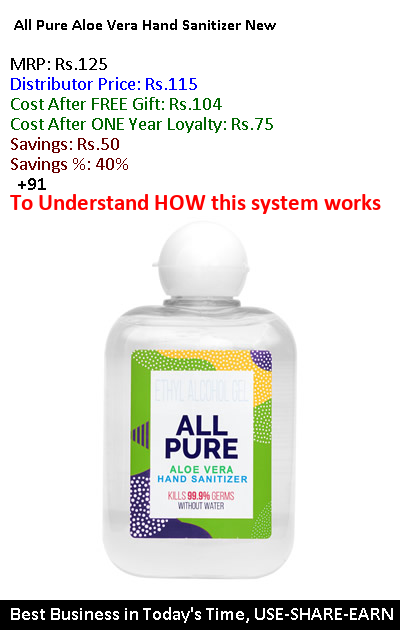 All Pure Aloe Vera Hand Sanitizer New
MRP: Rs.125
Distributor Price: Rs.115
Cost After FREE Gift: Rs.104
Cost After ONE Year Loyalty: Rs.75
Savings: Rs.50
Savings %: 40%
+91
To Understand HOW this system works
ETHYL ALCOHOL GEL
ALL
PURE
ALOE VERA
HAND SANITIZER
KILLS 99.9% GERMS
WITHOUT WATER
Best Business in Today's Time, USE-SHARE-EARN